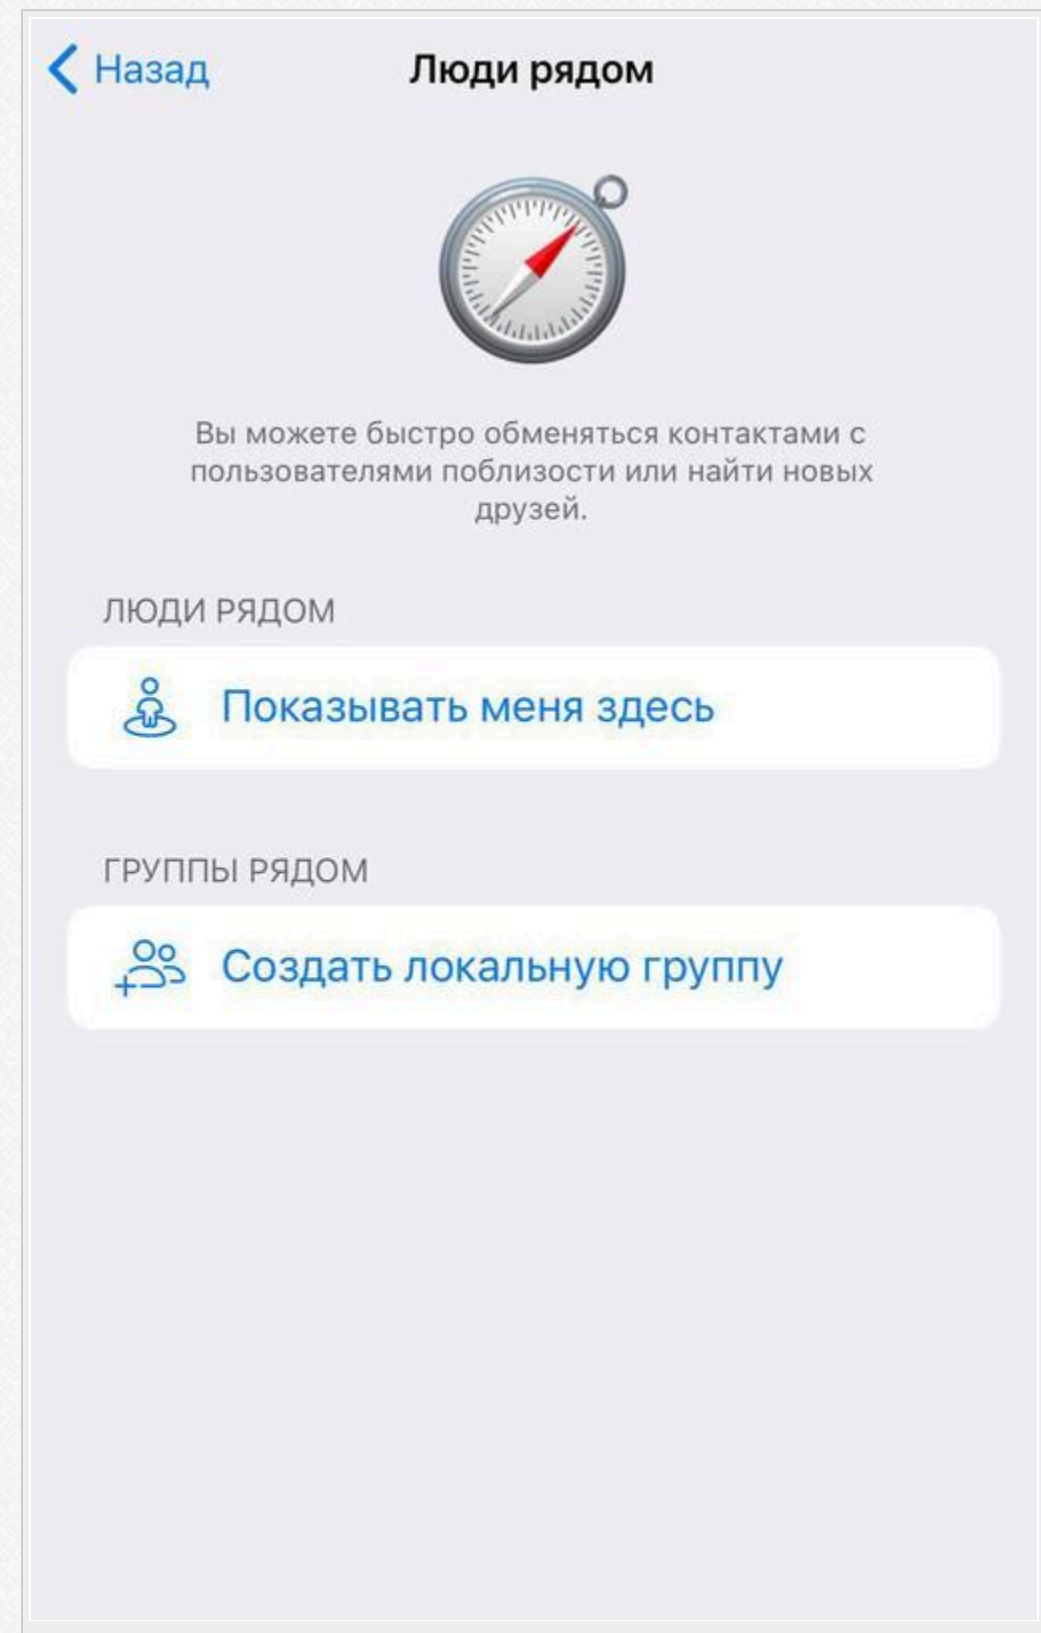 Назад
Люди рядом
Вы можете быстро обменяться контактами с
пользователями поблизости или найти новых
друзей.
ЛЮДИ РЯДОМ
Показывать меня здесь
ГРУППЫ РЯДОМ
Создать локальную группу